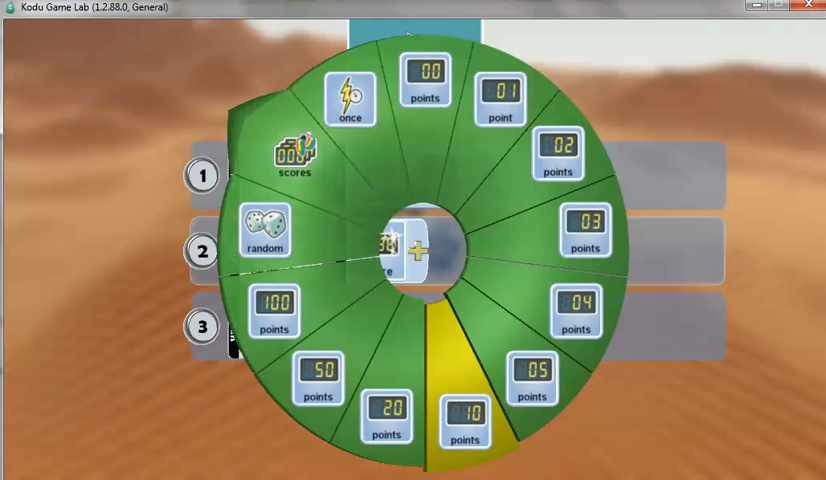 Kodu Game Lab (1.2.88.0, General)
00
points
01
point
02
points
03
points
04
points
05
points
10
points
20
points
50
points
100
points
random
000
scores
once
1
2
3